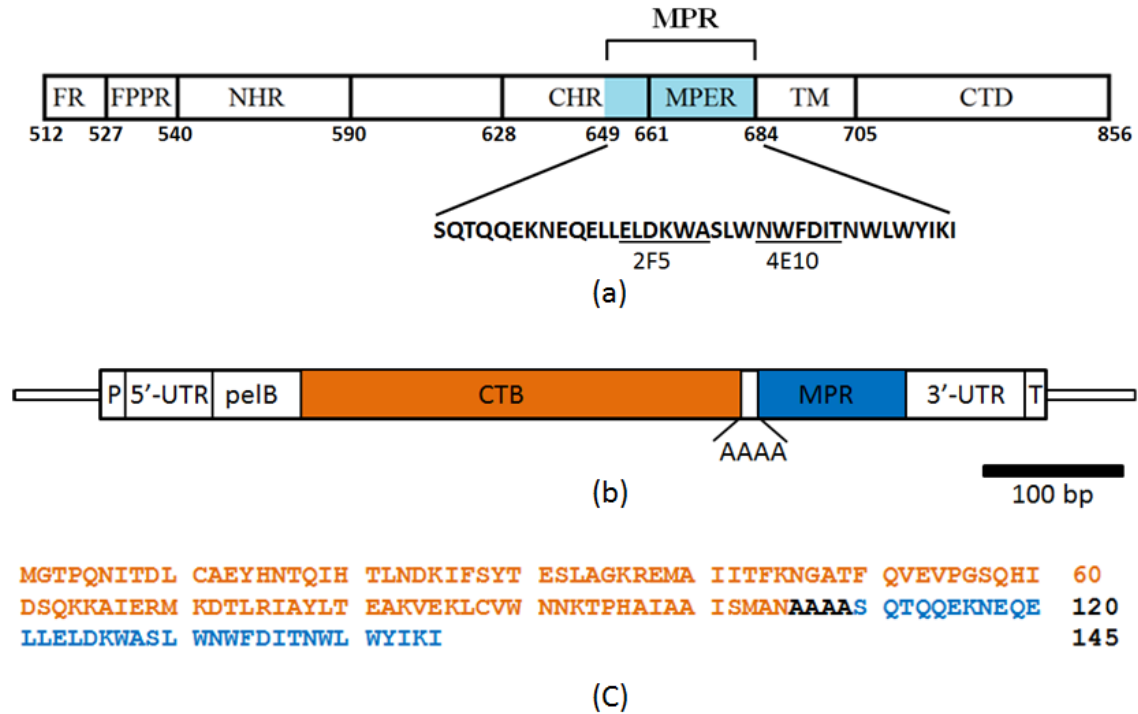 MPR
FR FPPR NHR CHR MPER TM CTD
512 527 540 590 628 649 661 684 705 856
SQTQQEKNEQELLELDKWASLWNWFDITNWLWYIKI
2F5 4E10
(a)
P 5′-UTR pelB CTB MPR 3′-UTR T
AAAA
100 bp
(b)
MGTPQNITDL CAEYHNTQIH TLNDKIFSYT ESLAGKREMA IITFKNGATF QVEVPGSQHI 60
DSQKKAIERM KDTLRIAYLT EAKVEKLCVW NNKTPHAIAA ISMANAAAAS QTQQEKNEQE 120
LLELDKWASL WNWFDITNWL WYIKI 145
(C)